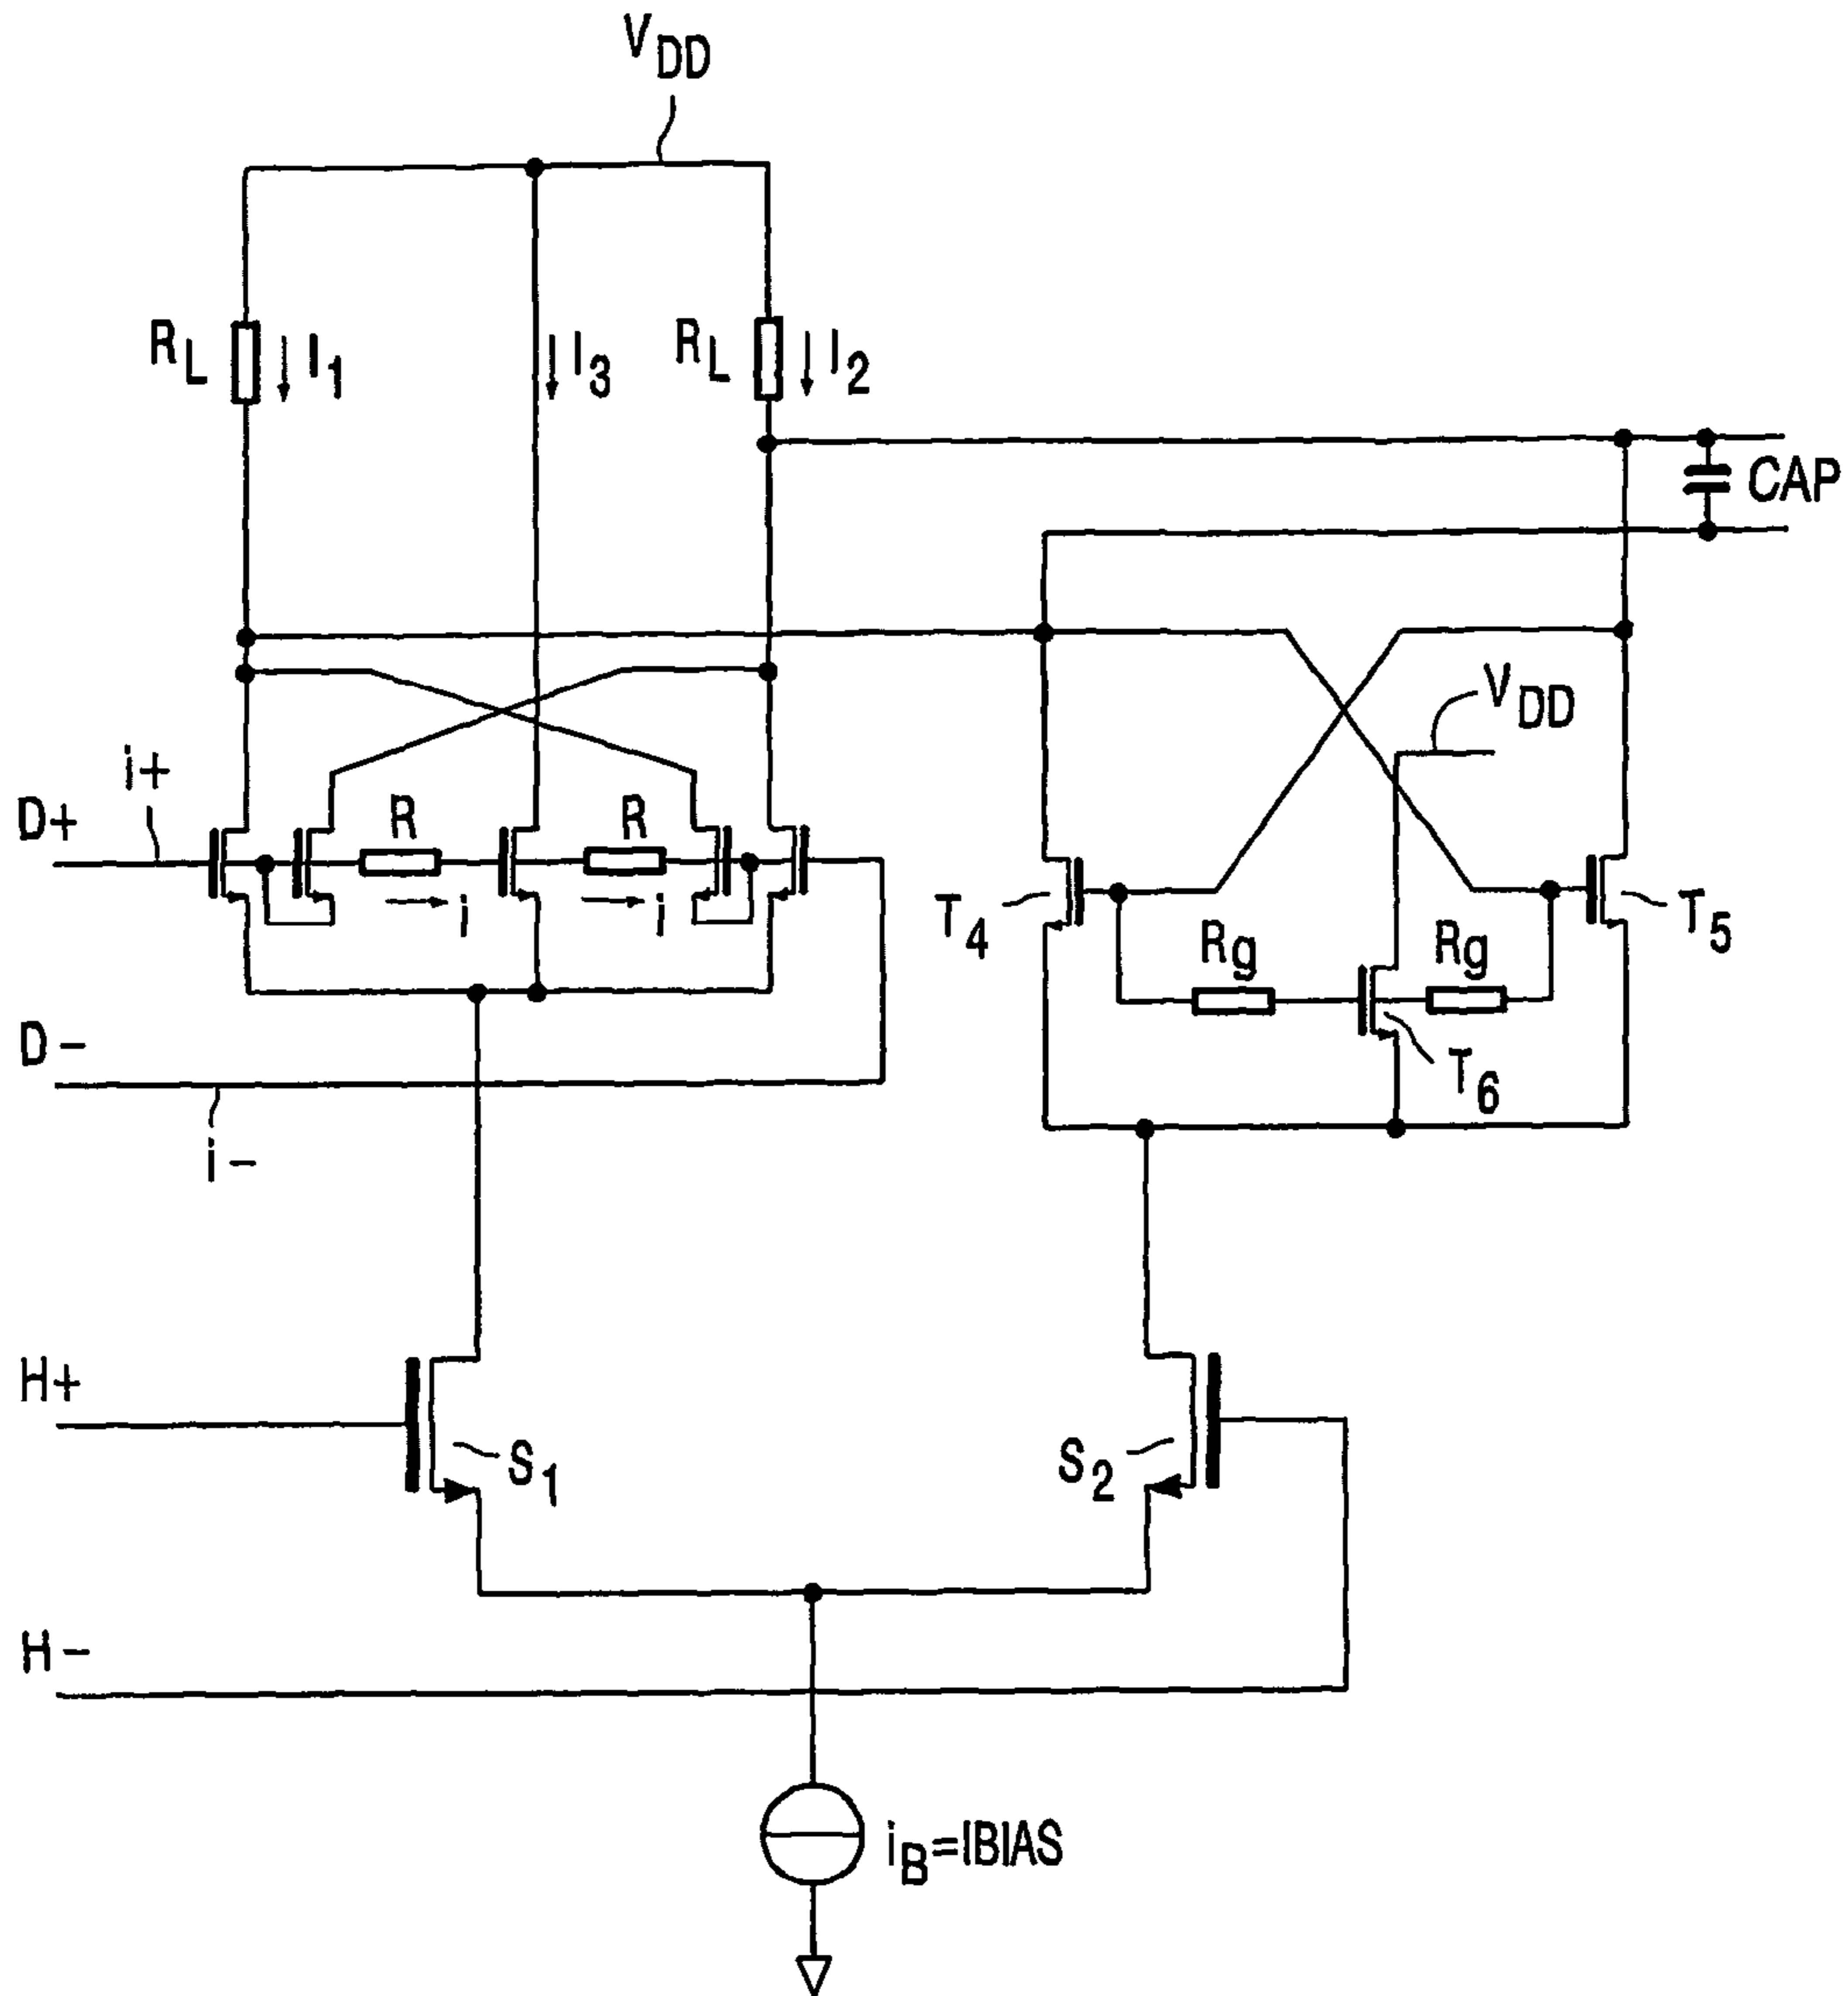 VDD
RL
I1
I3
RL
I2
CAP
VDD
i+
D+
R
R
i
i
T4
Rg
Rg
T5
T6
D-
i-
H+
S1
S2
H-
iB=IBIAS